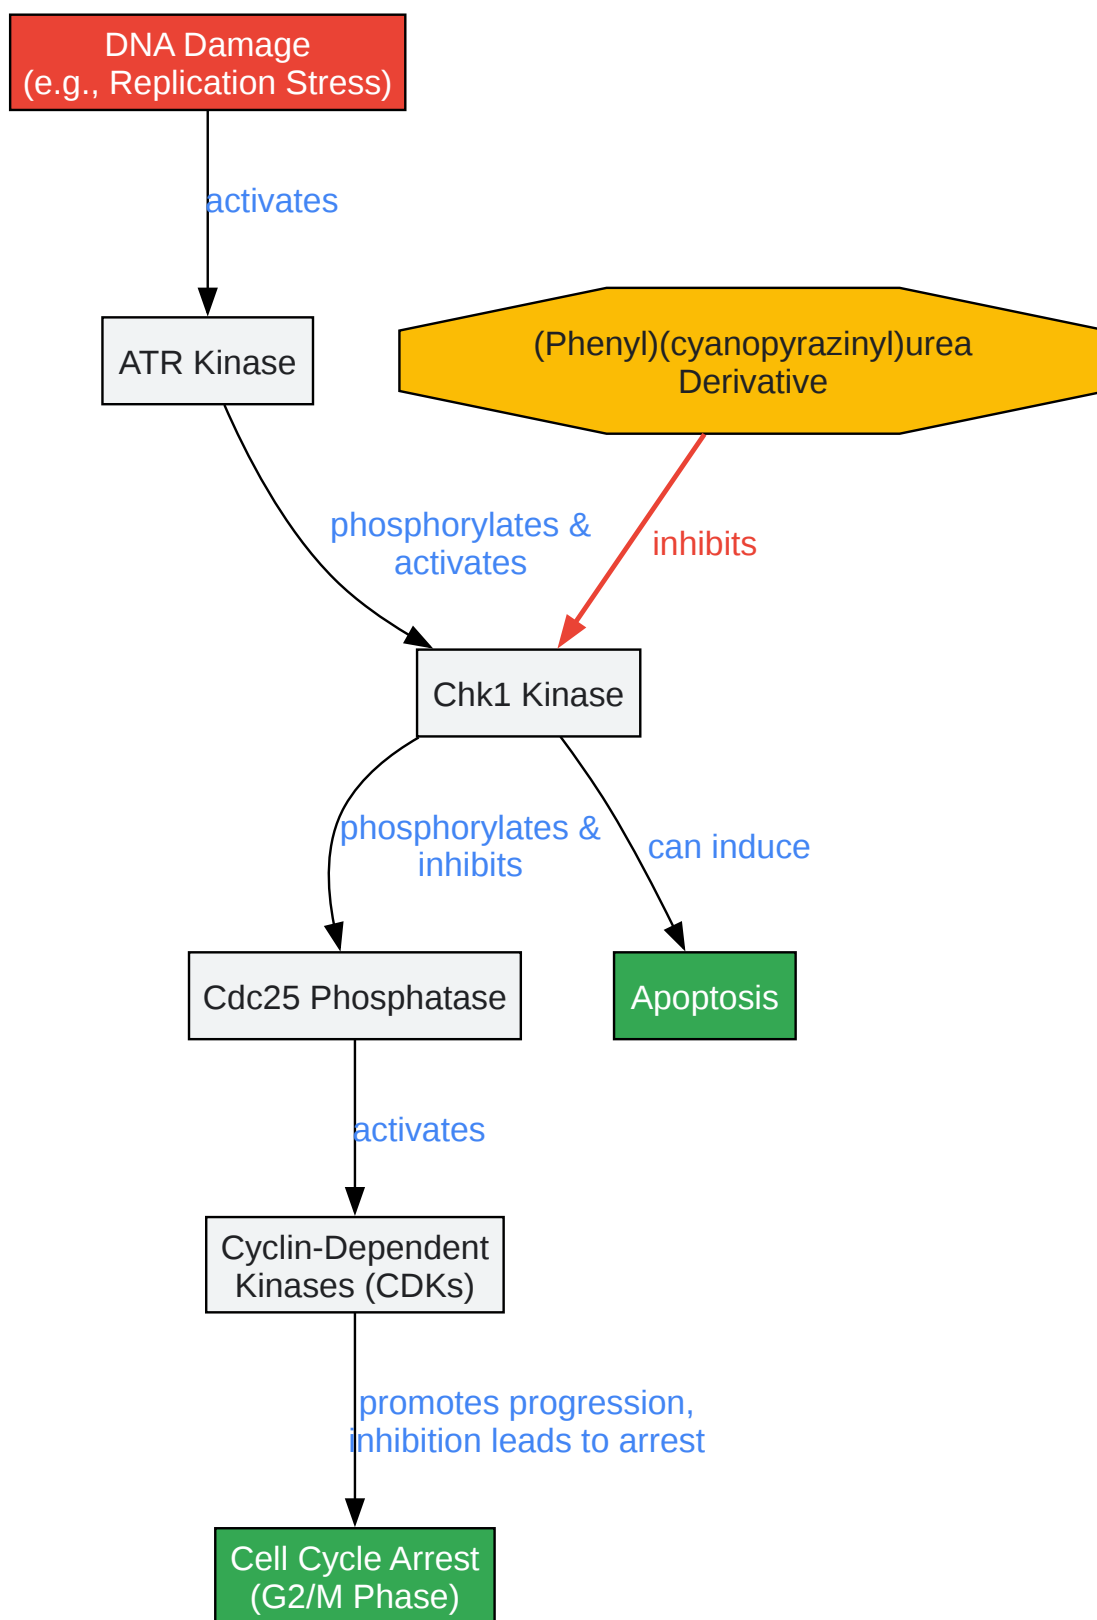 DNA Damage
(e.g., Replication Stress)
activates
ATR Kinase
(Phenyl)(cyanopyrazinyl)urea
Derivative
phosphorylates &
activates
inhibits
Chk1 Kinase
phosphorylates &
inhibits
can induce
Cdc25 Phosphatase
Apoptosis
activates
Cyclin-Dependent
Kinases (CDKs)
promotes progression,
inhibition leads to arrest
Cell Cycle Arrest
(G2/M Phase)